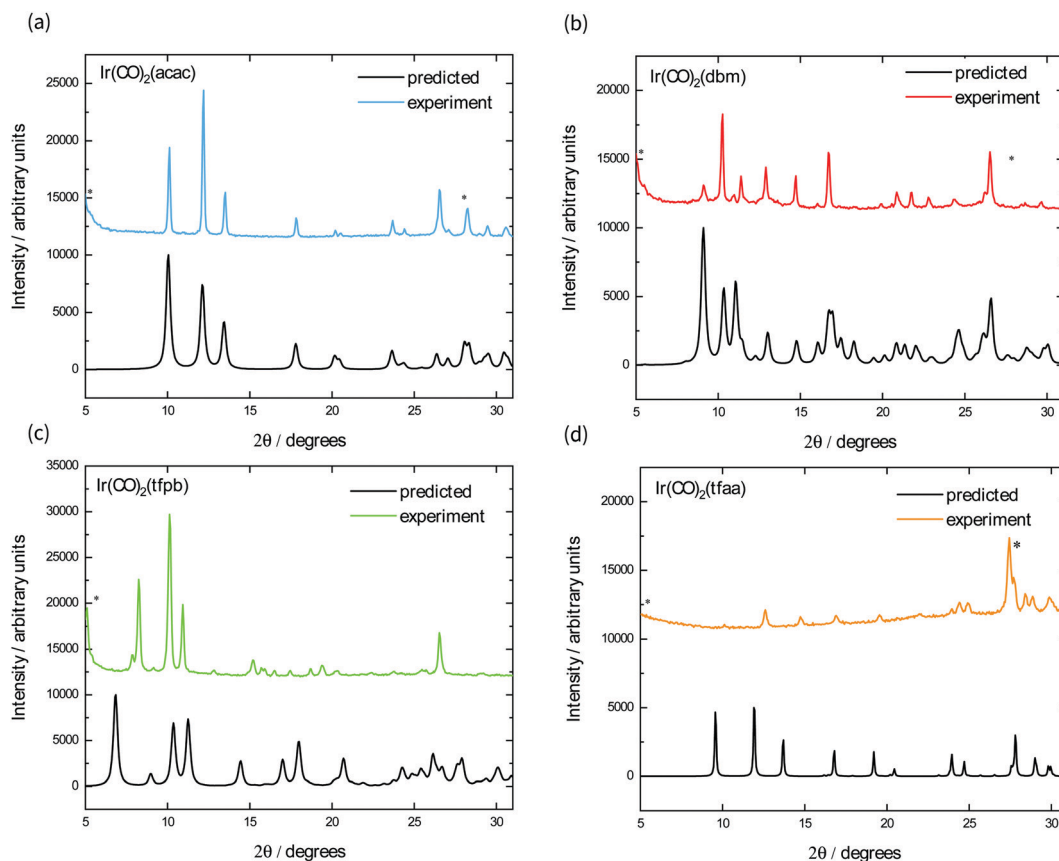 (a)
Ir(CO)2(acac)
predicted
experiment
*
*
25000
20000
15000
10000
5000
0
Intensity / arbitrary units
5 10 15 20 25 30
2θ / degrees
(b)
Ir(CO)2(dbm)
predicted
experiment
*
*
20000
15000
10000
5000
0
Intensity / arbitrary units
5 10 15 20 25 30
2θ / degrees
(c)
Ir(CO)2(tfpb)
predicted
experiment
*
35000
30000
25000
20000
15000
10000
5000
0
Intensity / arbitrary units
5 10 15 20 25 30
2θ / degrees
(d)
Ir(CO)2(tfaa)
predicted
experiment
*
*
20000
15000
10000
5000
0
Intensity / arbitrary units
5 10 15 20 25 30
2θ / degrees